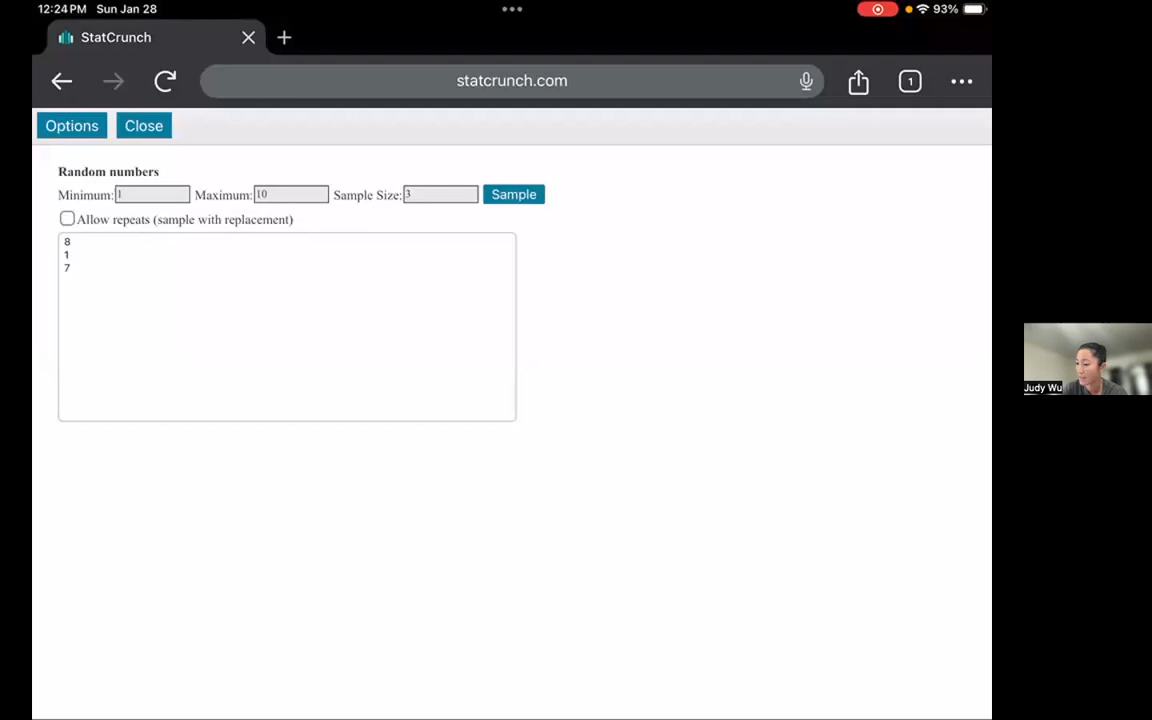 12:24 PM Sun Jan 28
93%
StatCrunch
statcrunch.com
1
Options Close
Random numbers
Minimum: 1 Maximum: 10 Sample Size: 3 Sample
Allow repeats (sample with replacement)
8
1
7
Judy Wu